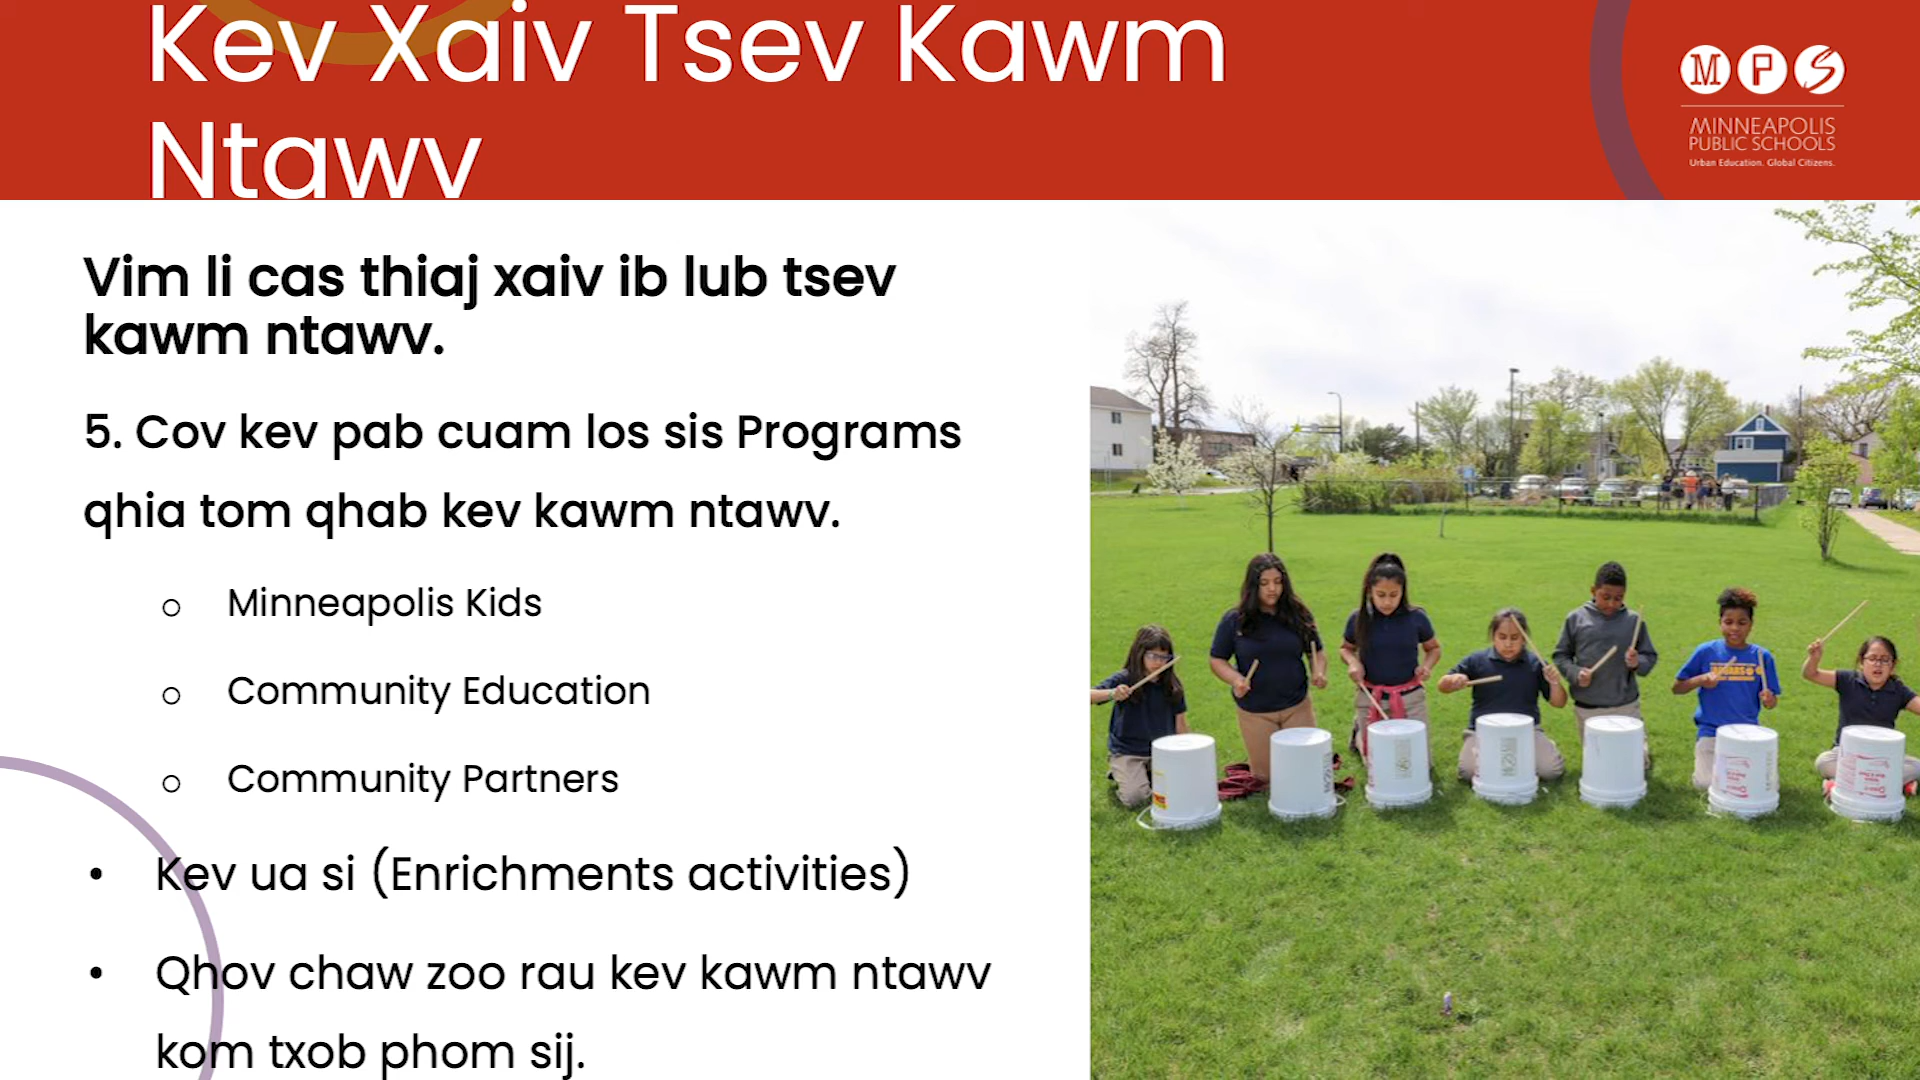 Kev Xaiv Tsev Kawm
Ntawv
M P S
MINNEAPOLIS
PUBLIC SCHOOLS
Urban Education. Global Citizens.
Vim li cas thiaj xaiv ib lub tsev
kawm ntawv.
5. Cov kev pab cuam los sis Programs
qhia tom qhab kev kawm ntawv.
o Minneapolis Kids
o Community Education
o Community Partners
• Kev ua si (Enrichments activities)
• Qhov chaw zoo rau kev kawm ntawv
kom txob phom sij.